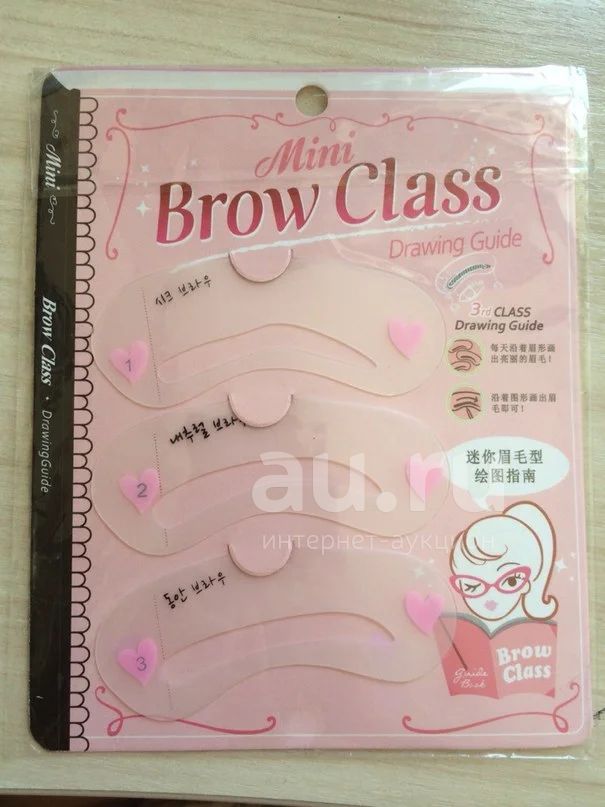 Mini
Brow Class
Drawing Guide
Mini
Brow Class · DrawingGuide
시크 브라우
1
3rd CLASS
Drawing Guide
每天沿着眉形画
出亮丽的眉毛!
沿着图形画出眉
毛即可!
내추럴 브라우
2
迷你眉毛型
绘图指南
au.ru
интернет-аукцион
동안 브라우
3
Brow
Class
guide
Book